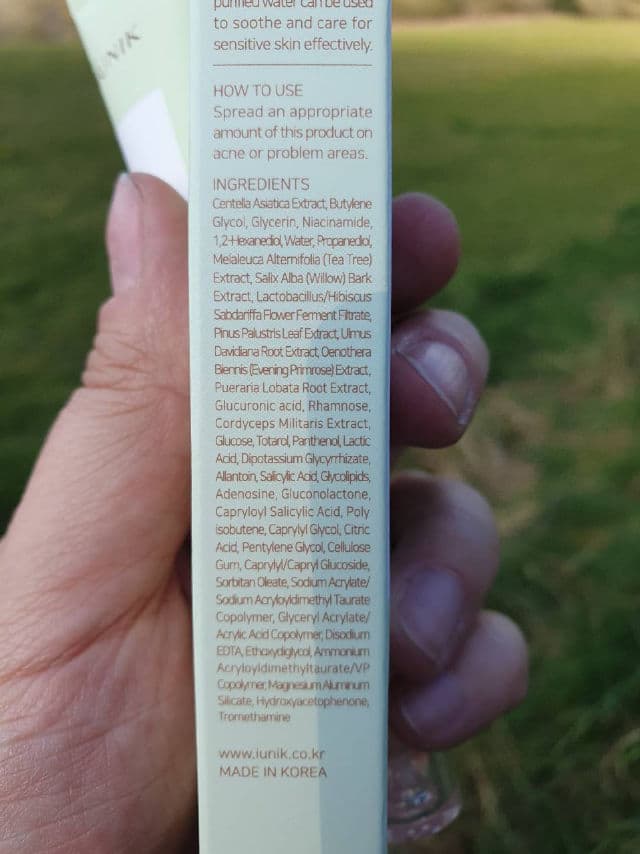 IUNIK
purified water can be used
to soothe and care for
sensitive skin effectively.
HOW TO USE
Spread an appropriate
amount of this product on
acne or problem areas.
INGREDIENTS
Centella Asiatica Extract, Butylene
Glycol, Glycerin, Niacinamide,
1,2-Hexanediol, Water, Propanediol,
Melaleuca Alternifolia (Tea Tree)
Extract, Salix Alba (Willow) Bark
Extract, Lactobacillus/Hibiscus
Sabdariffa Flower Ferment Filtrate,
Pinus Palustris Leaf Extract, Ulmus
Davidiana Root Extract, Oenothera
Biennis (Evening Primrose) Extract,
Pueraria Lobata Root Extract,
Glucuronic acid, Rhamnose,
Cordyceps Militaris Extract,
Glucose, Totarol, Panthenol, Lactic
Acid, Dipotassium Glycyrrhizate,
Allantoin, Salicylic Acid, Glycolipids,
Adenosine, Gluconolactone,
Capryloyl Salicylic Acid, Poly
isobutene, Caprylyl Glycol, Citric
Acid, Pentylene Glycol, Cellulose
Gum, Caprylyl/Capryl Glucoside,
Sorbitan Oleate, Sodium Acrylate/
Sodium Acryloyldimethyl Taurate
Copolymer, Glyceryl Acrylate/
Acrylic Acid Copolymer, Disodium
EDTA, Ethoxydiglycol, Ammonium
Acryloyldimethyltaurate/VP
Copolymer, Magnesium Aluminum
Silicate, Hydroxyacetophenone,
Tromethamine
www.iunik.co.kr
MADE IN KOREA